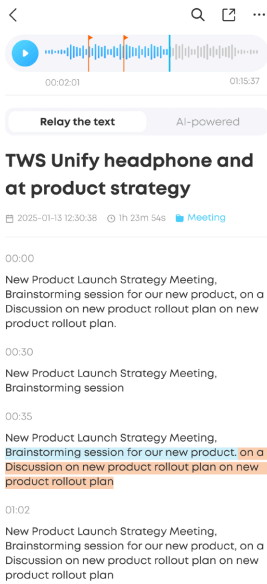 00:02:01
01:15:37
Relay the text
AI-powered
TWS Unify headphone and
at product strategy
2025-01-13 12:30:38
1h 23m 54s
Meeting
00:00
New Product Launch Strategy Meeting,
Brainstorming session for our new product, on a
Discussion on new product rollout plan on new
product rollout plan.
00:30
New Product Launch Strategy Meeting,
Brainstorming session
00:35
New Product Launch Strategy Meeting,
Brainstorming session for our new product. on a
Discussion on new product rollout plan on new
product rollout plan
01:02
New Product Launch Strategy Meeting,
Brainstorming session for our new product, on a
Discussion on new product rollout plan on new
product rollout plan